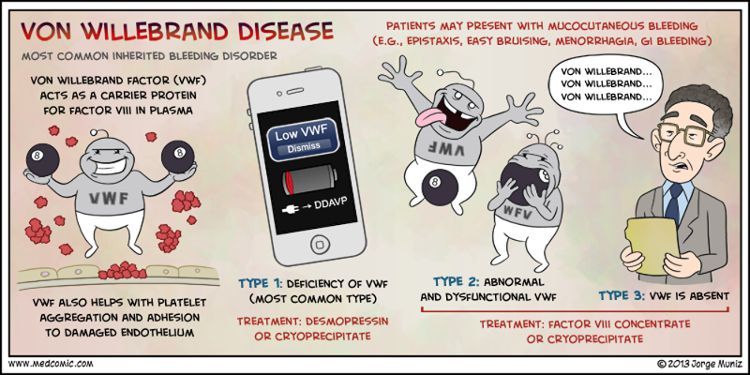 VON WILLEBRAND DISEASE
MOST COMMON INHERITED BLEEDING DISORDER
PATIENTS MAY PRESENT WITH MUCOCUTANEOUS BLEEDING
(E.G., EPISTAXIS, EASY BRUISING, MENORRHAGIA, GI BLEEDING)
VON WILLEBRAND FACTOR (VWF)
ACTS AS A CARRIER PROTEIN
FOR FACTOR VIII IN PLASMA
8
8
VWF
VWF ALSO HELPS WITH PLATELET
AGGREGATION AND ADHESION
TO DAMAGED ENDOTHELIUM
Low VWF
Dismiss
→ DDAVP
TYPE 1: DEFICIENCY OF VWF
(MOST COMMON TYPE)
TREATMENT: DESMOPRESSIN
OR CRYOPRECIPITATE
VWF
8
8
WFV
TYPE 2: ABNORMAL
AND DYSFUNCTIONAL VWF
VON WILLEBRAND...
VON WILLEBRAND...
VON WILLEBRAND...
TYPE 3: VWF IS ABSENT
TREATMENT: FACTOR VIII CONCENTRATE
OR CRYOPRECIPITATE
www.medcomic.com
© 2013 Jorge Muniz